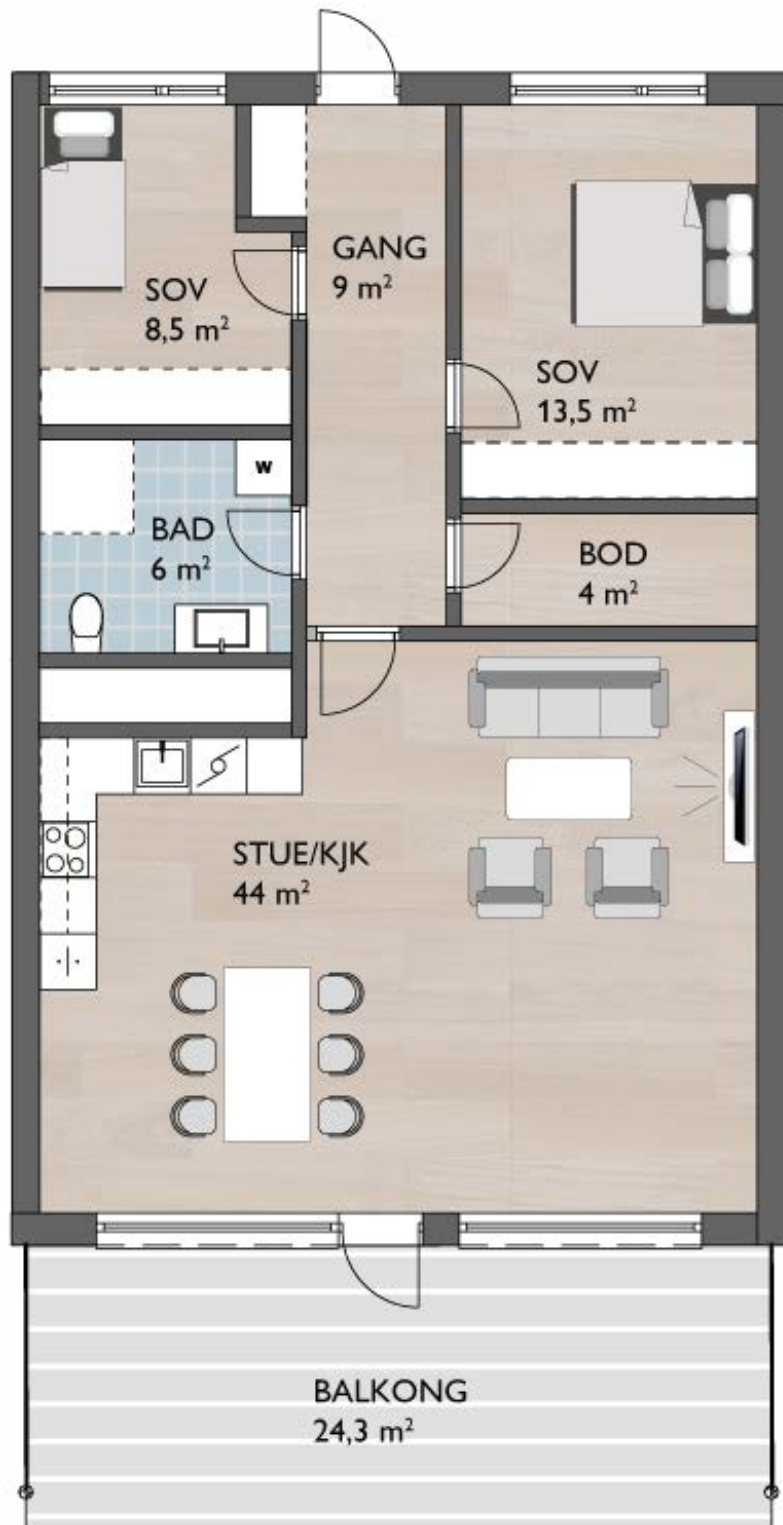 GANG
9 m²
SOV
8,5 m²
SOV
13,5 m²
W
BAD
6 m²
BOD
4 m²
STUE/KJK
44 m²
BALKONG
24,3 m²